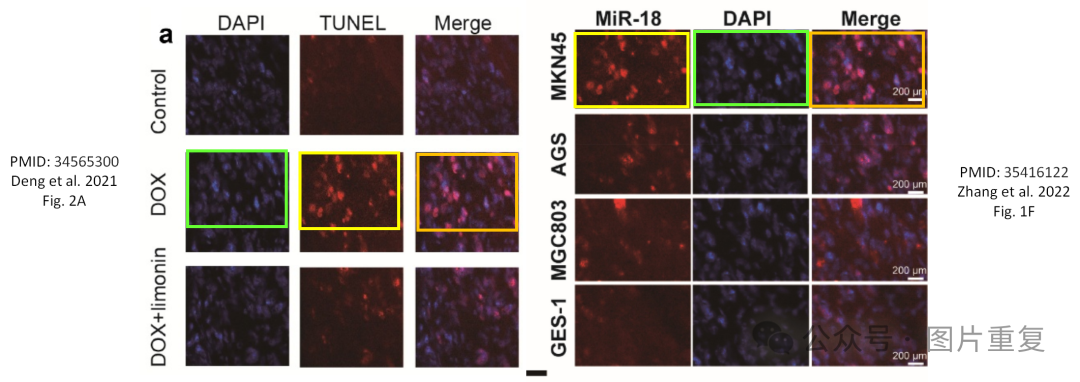 PMID: 34565300
Deng et al. 2021
Fig. 2A
a
DAPI TUNEL Merge
Control
DOX
DOX+limonin
MiR-18 DAPI Merge
MKN45
200 μm
AGS
200 μm
MGC803
200 μm
GES-1
200 μm
PMID: 35416122
Zhang et al. 2022
Fig. 1F
公众号 · 图片重复